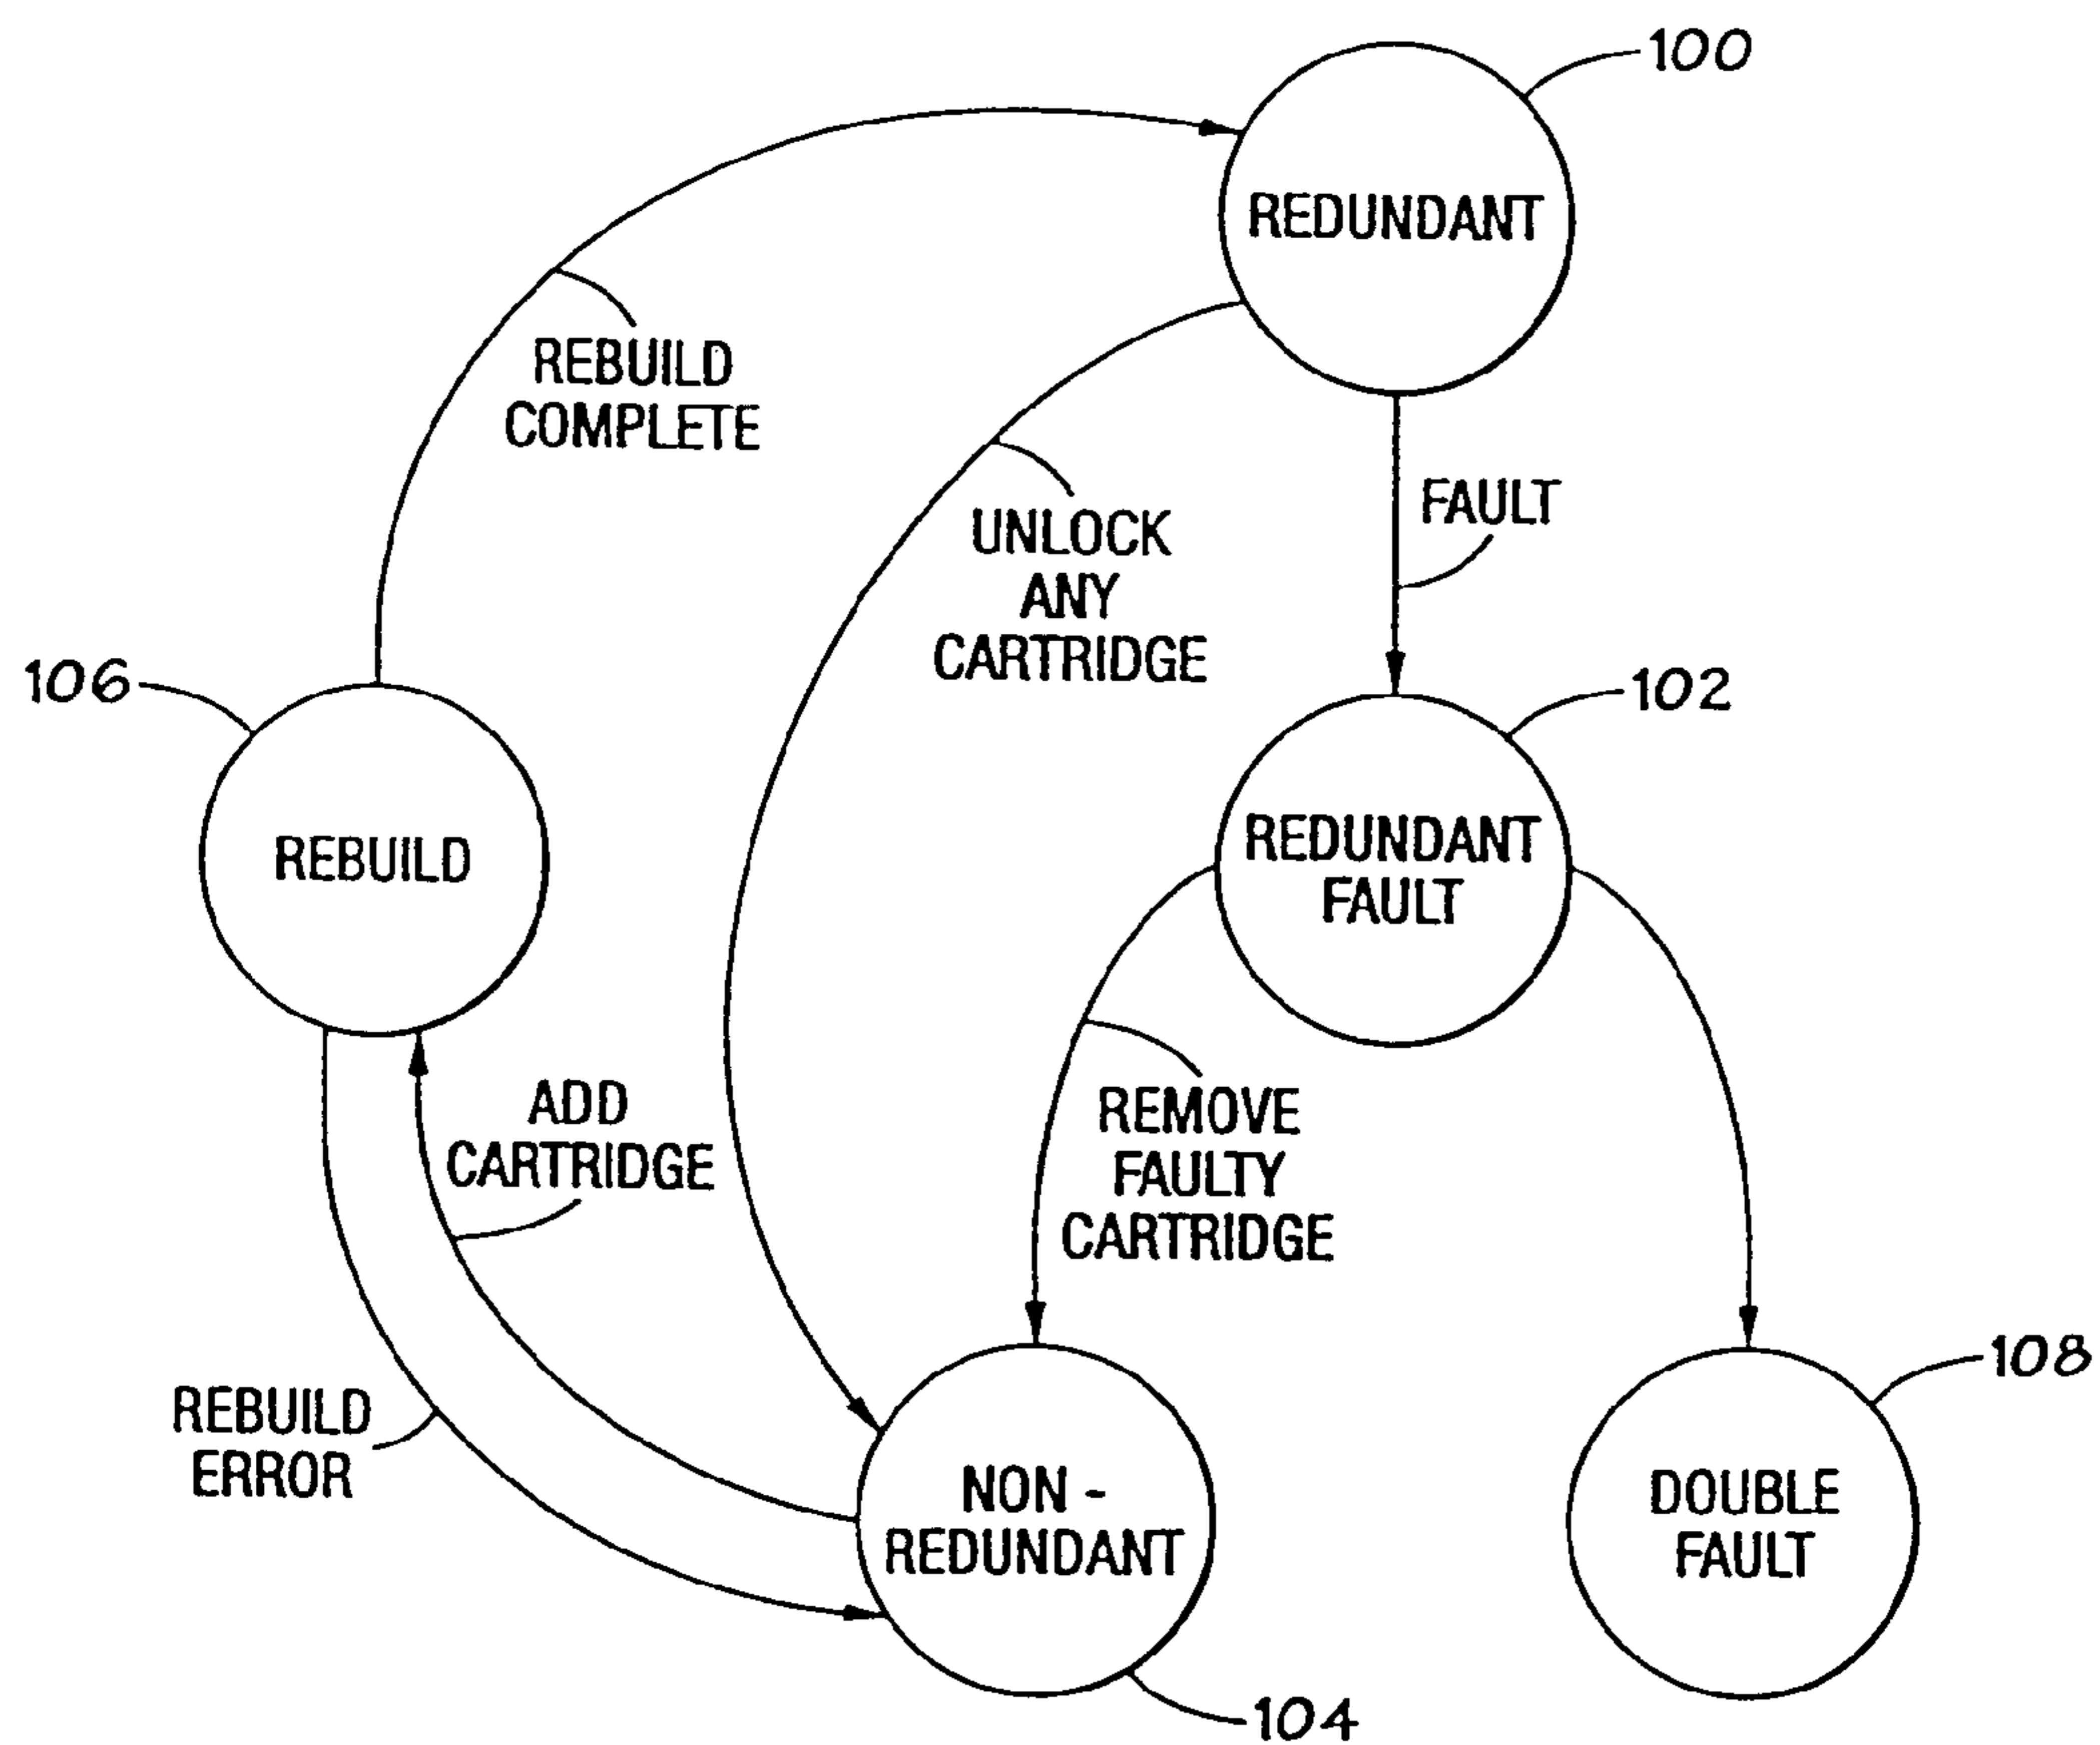 100
REDUNDANT
REBUILD
COMPLETE
UNLOCK
ANY
CARTRIDGE
FAULT
106
102
REBUILD
REDUNDANT
FAULT
ADD
CARTRIDGE
REMOVE
FAULTY
CARTRIDGE
REBUILD
ERROR
108
NON -
REDUNDANT
DOUBLE
FAULT
104